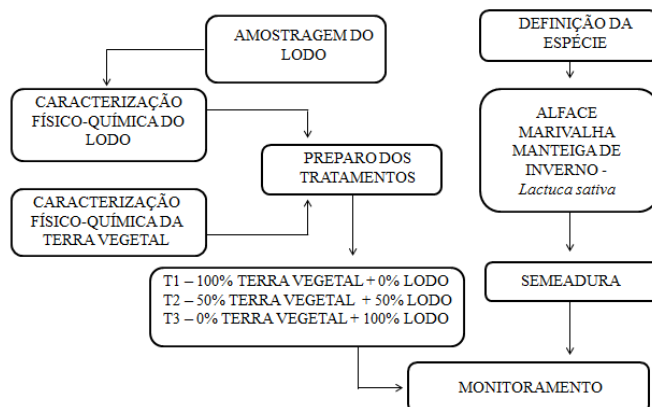 AMOSTRAGEM DO
LODO
CARACTERIZAÇÃO
FÍSICO-QUÍMICA DO
LODO
CARACTERIZAÇÃO
FÍSICO-QUÍMICA DA
TERRA VEGETAL
PREPARO DOS
TRATAMENTOS
T1 – 100% TERRA VEGETAL + 0% LODO
T2 – 50% TERRA VEGETAL + 50% LODO
T3 – 0% TERRA VEGETAL + 100% LODO
DEFINIÇÃO DA
ESPÉCIE
ALFACE
MARIVALHA
MANTEIGA DE
INVERNO -
Lactuca sativa
SEMEADURA
MONITORAMENTO